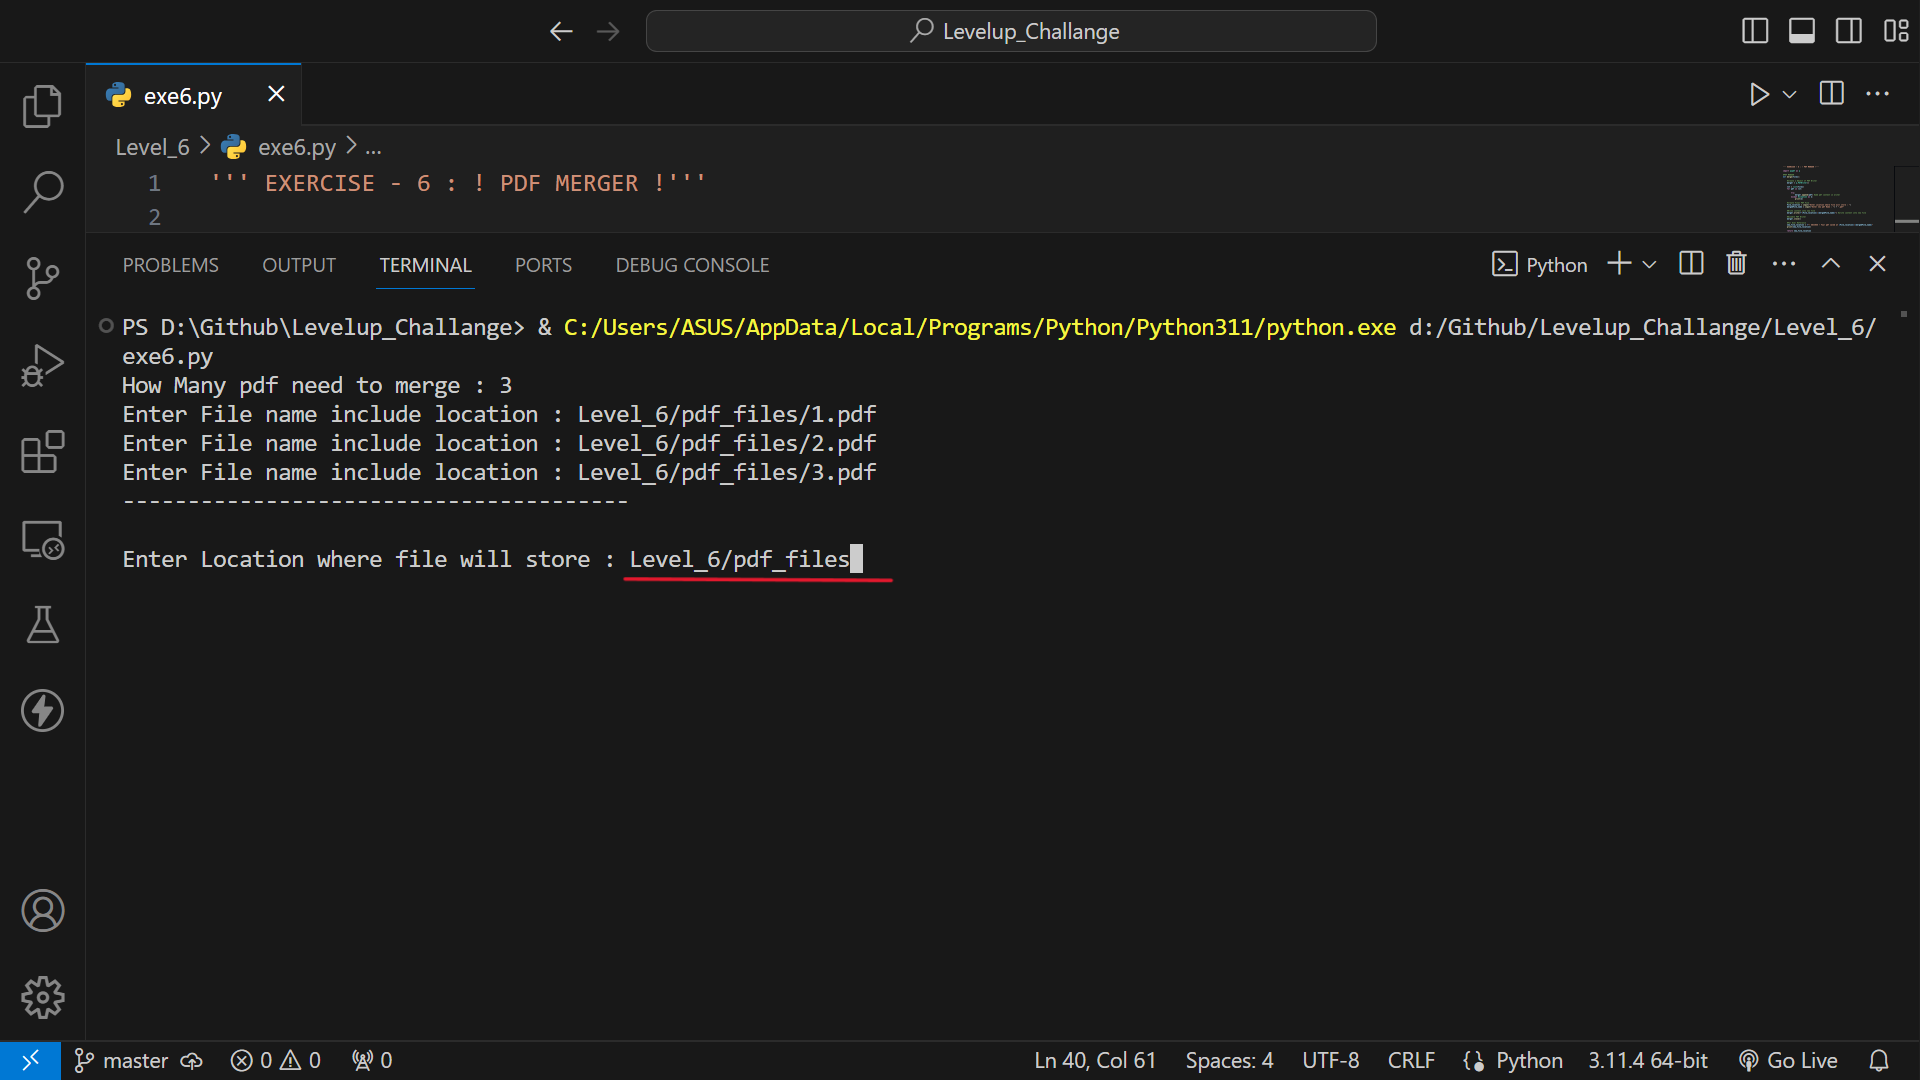 Levelup_Challange
exe6.py
Level_6 > exe6.py > ...
1 ''' EXERCISE - 6 : ! PDF MERGER !'''
2
PROBLEMS OUTPUT TERMINAL PORTS DEBUG CONSOLE Python
PS D:\Github\Levelup_Challange> & C:/Users/ASUS/AppData/Local/Programs/Python/Python311/python.exe d:/Github/Levelup_Challange/Level_6/
exe6.py
How Many pdf need to merge : 3
Enter File name include location : Level_6/pdf_files/1.pdf
Enter File name include location : Level_6/pdf_files/2.pdf
Enter File name include location : Level_6/pdf_files/3.pdf
---------------------------------------
Enter Location where file will store : Level_6/pdf_files
master 0 0 0 Ln 40, Col 61 Spaces: 4 UTF-8 CRLF {} Python 3.11.4 64-bit Go Live